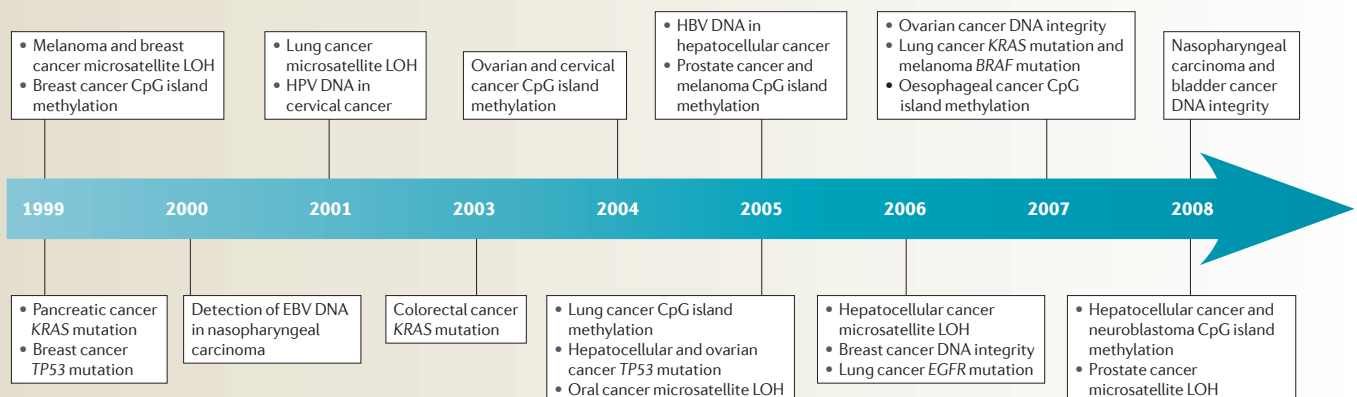 • Melanoma and breast
cancer microsatellite LOH
• Breast cancer CpG island
methylation
• Lung cancer
microsatellite LOH
• HPV DNA in
cervical cancer
Ovarian and cervical
cancer CpG island
methylation
• HBV DNA in
hepatocellular cancer
• Prostate cancer and
melanoma CpG island
methylation
• Ovarian cancer DNA integrity
• Lung cancer KRAS mutation and
melanoma BRAF mutation
• Oesophageal cancer CpG
island methylation
Nasopharyngeal
carcinoma and
bladder cancer
DNA integrity
1999 2000 2001 2003 2004 2005 2006 2007 2008
• Pancreatic cancer
KRAS mutation
• Breast cancer
TP53 mutation
Detection of EBV DNA
in nasopharyngeal
carcinoma
Colorectal cancer
KRAS mutation
• Lung cancer CpG island
methylation
• Hepatocellular and ovarian
cancer TP53 mutation
• Oral cancer microsatellite LOH
• Hepatocellular cancer
microsatellite LOH
• Breast cancer DNA integrity
• Lung cancer EGFR mutation
• Hepatocellular cancer and
neuroblastoma CpG island
methylation
• Prostate cancer
microsatellite LOH